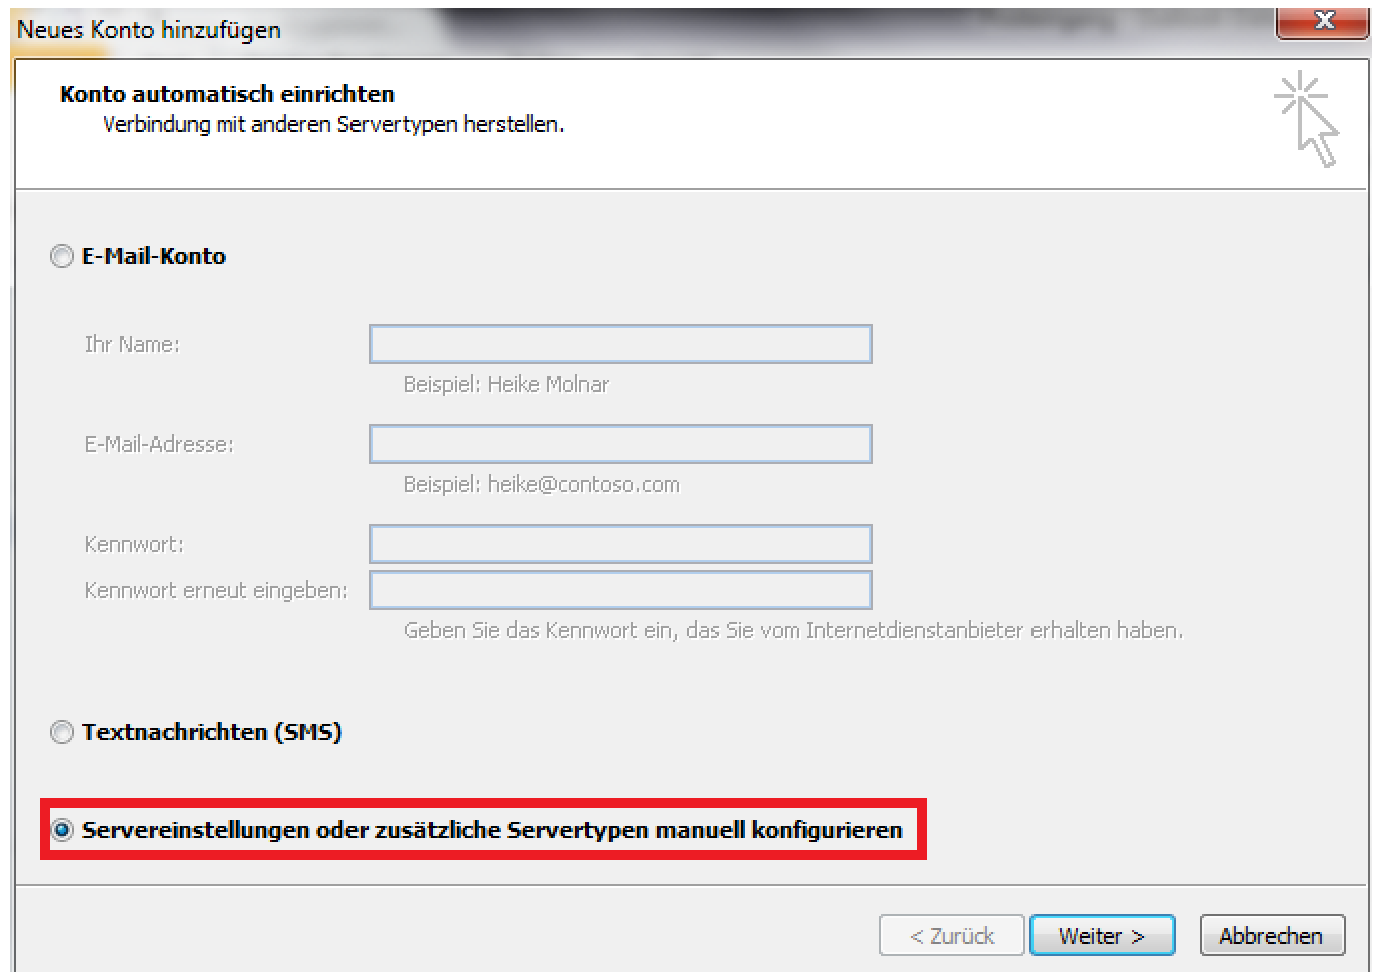 Neues Konto hinzufügen
Konto automatisch einrichten
Verbindung mit anderen Servertypen herstellen.
E-Mail-Konto
Ihr Name:
Beispiel: Heike Molnar
E-Mail-Adresse:
Beispiel: heike@contoso.com
Kennwort:
Kennwort erneut eingeben:
Geben Sie das Kennwort ein, das Sie vom Internetdienstanbieter erhalten haben.
Textnachrichten (SMS)
Servereinstellungen oder zusätzliche Servertypen manuell konfigurieren
< Zurück Weiter > Abbrechen